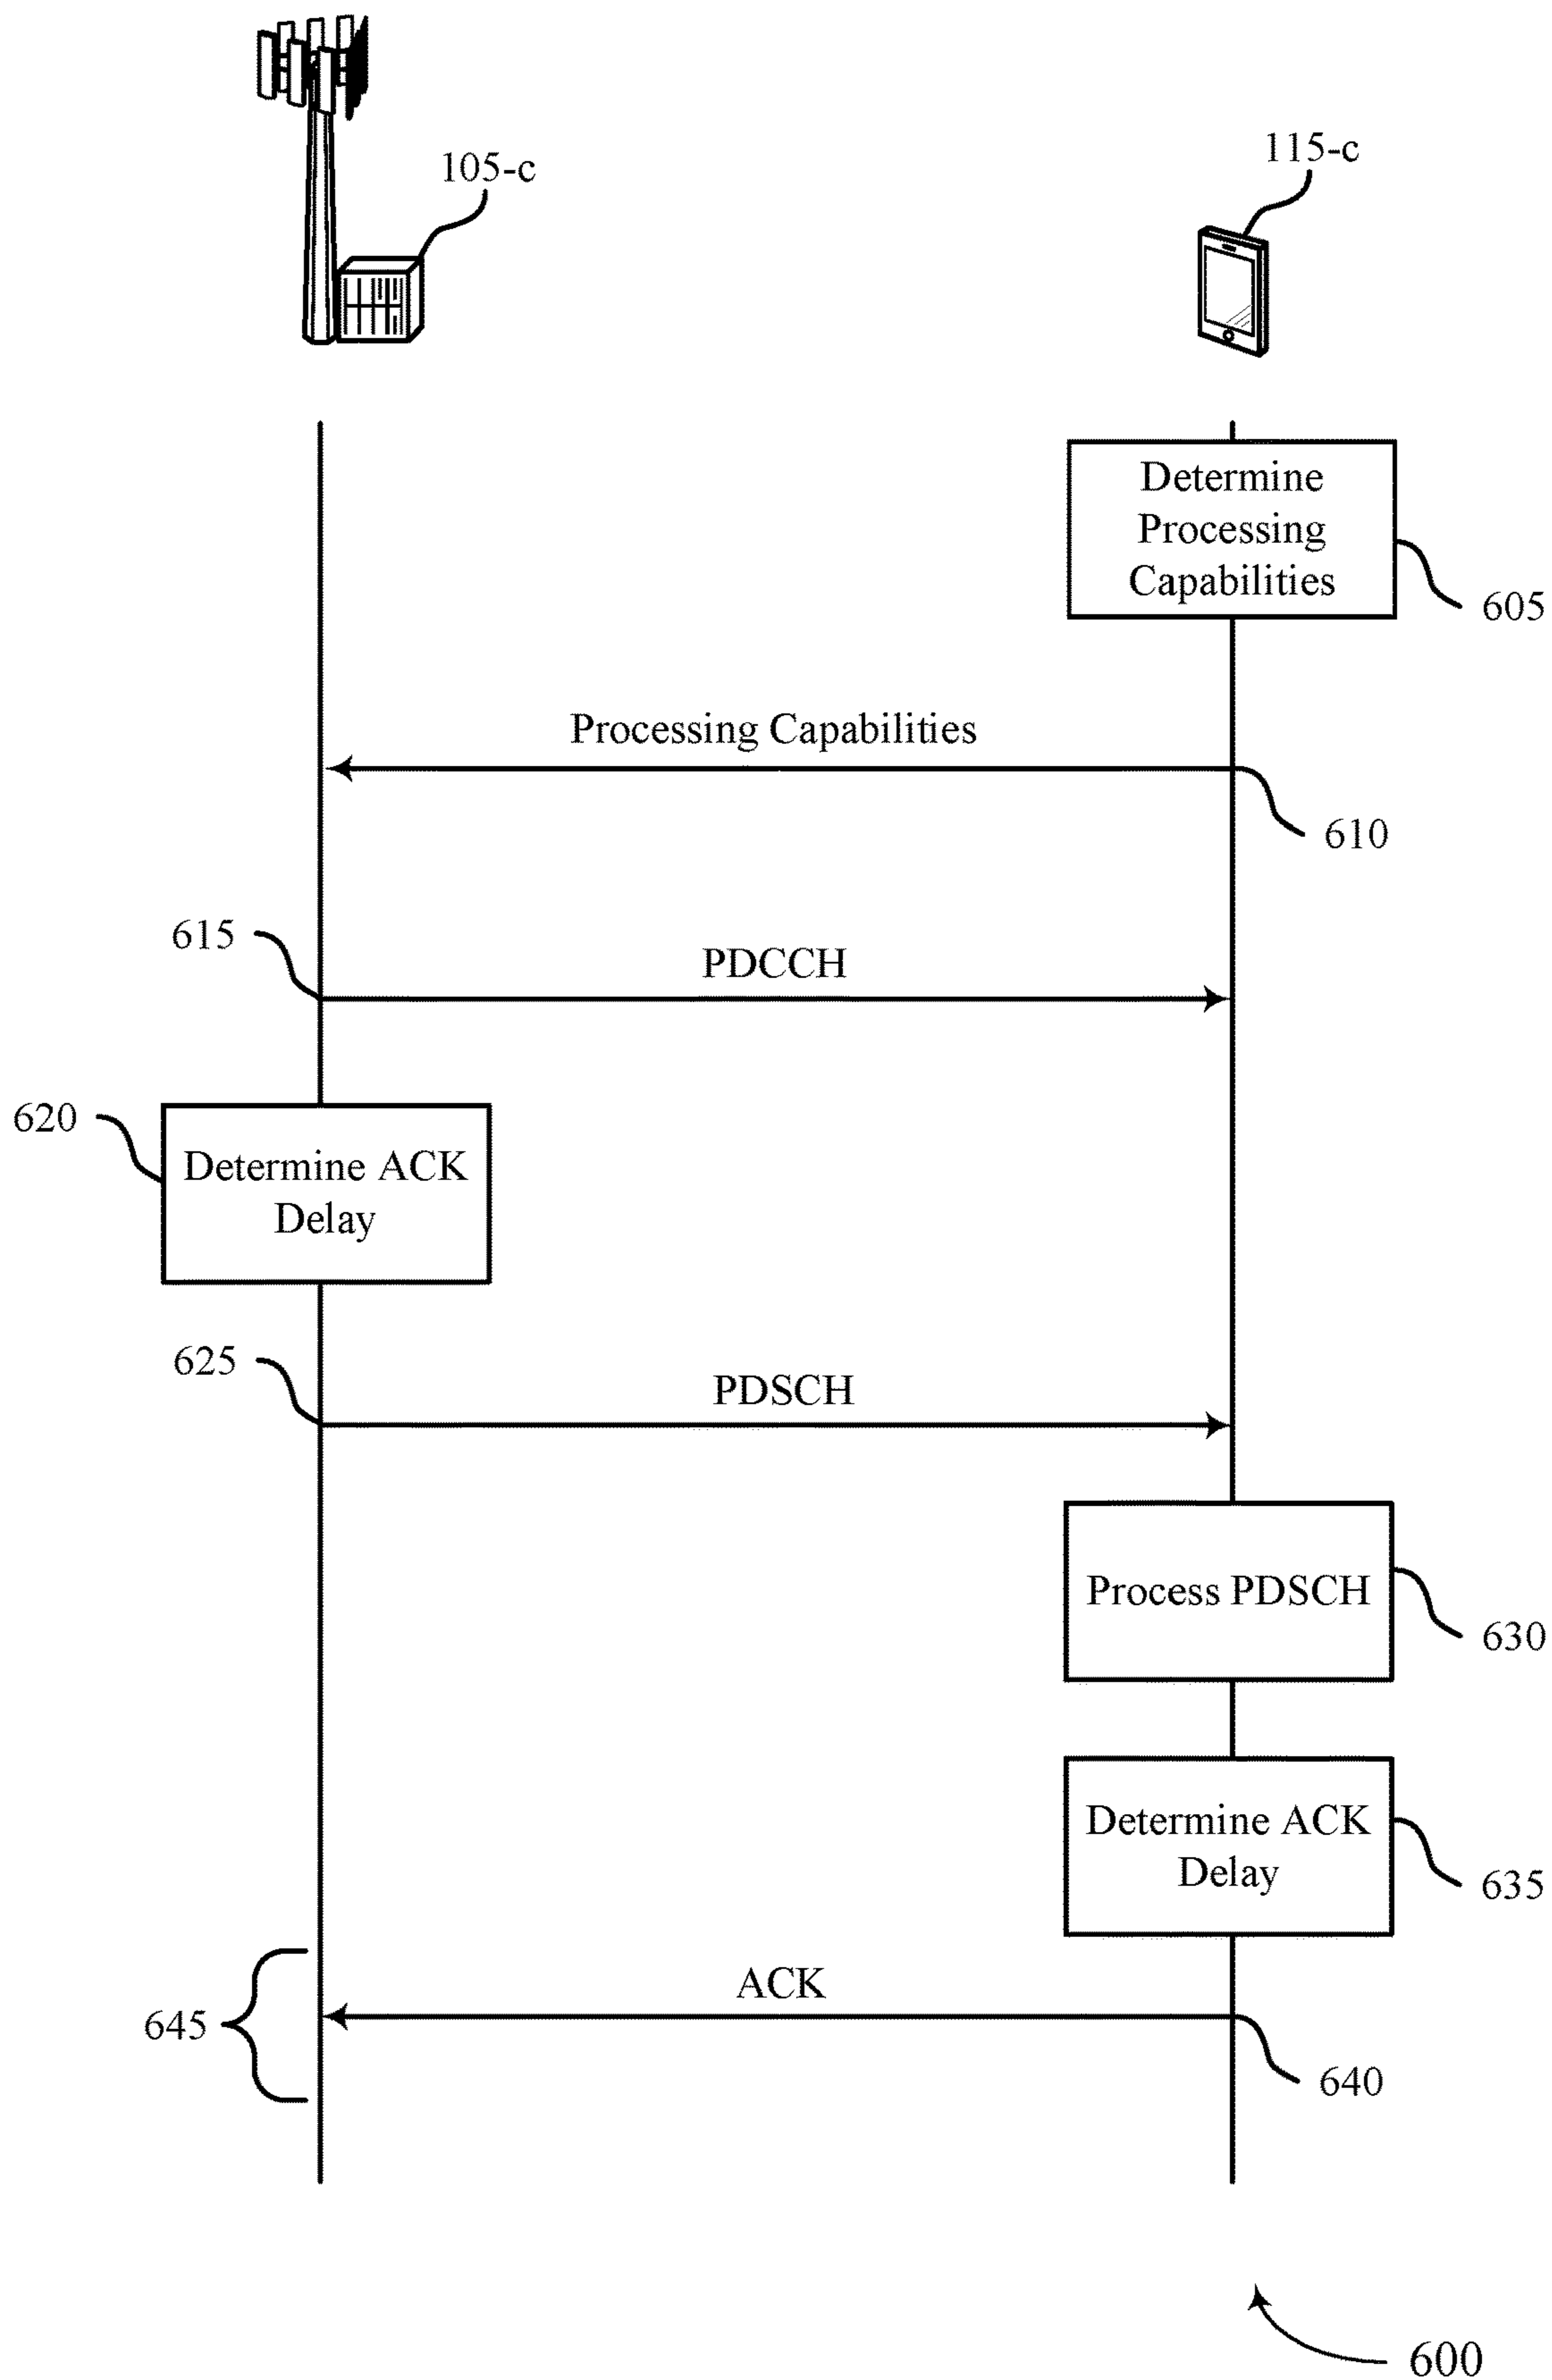 105-c
115-c
Determine
Processing
Capabilities
605
Processing Capabilities
610
615
PDCCH
620
Determine ACK
Delay
625
PDSCH
Process PDSCH
630
Determine ACK
Delay
635
ACK
645
640
600